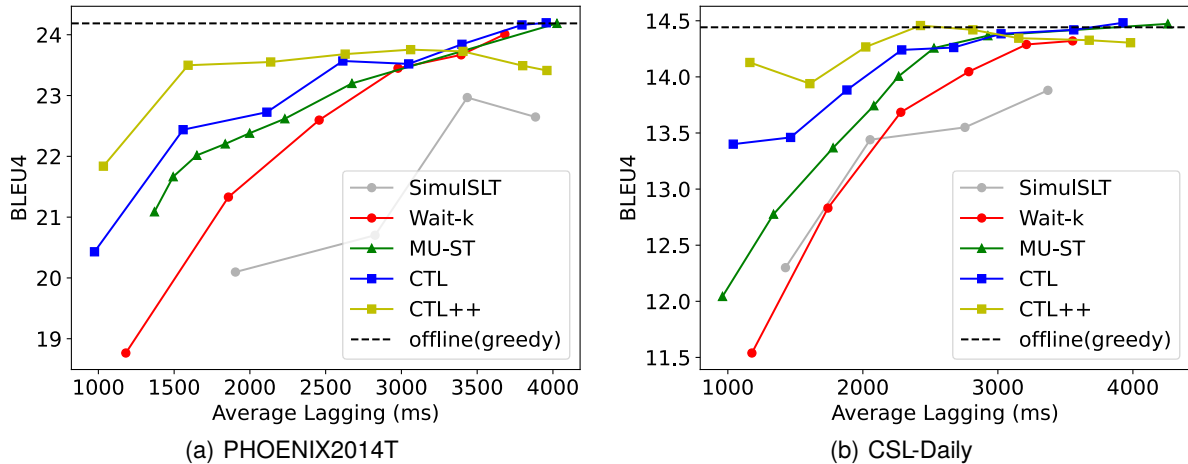 24
23
22
21
20
19
BLEU4
SimulSLT
Wait-k
MU-ST
CTL
CTL++
offline(greedy)
1000 1500 2000 2500 3000 3500 4000
Average Lagging (ms)
(a) PHOENIX2014T
14.5
14.0
13.5
13.0
12.5
12.0
11.5
BLEU4
SimulSLT
Wait-k
MU-ST
CTL
CTL++
offline(greedy)
1000 2000 3000 4000
Average Lagging (ms)
(b) CSL-Daily